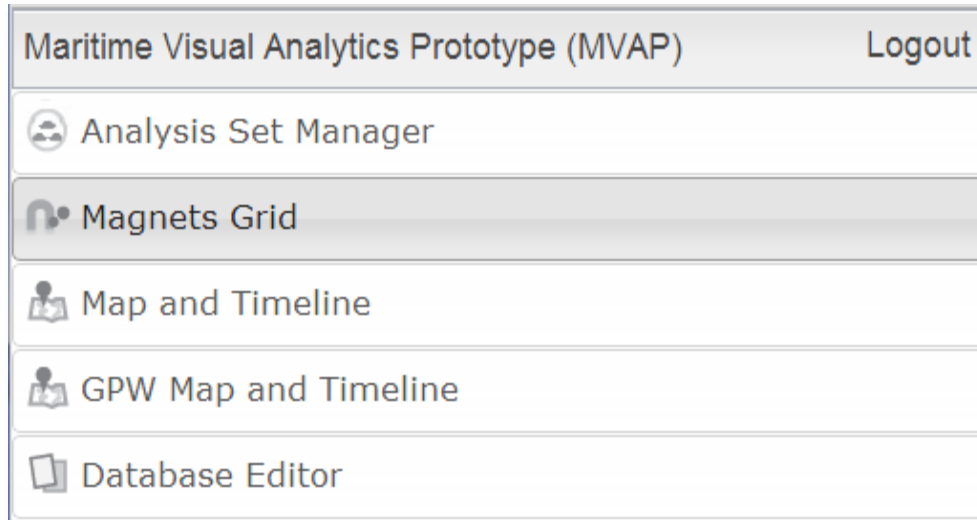 Maritime Visual Analytics Prototype (MVAP) Logout
Analysis Set Manager
Magnets Grid
Map and Timeline
GPW Map and Timeline
Database Editor